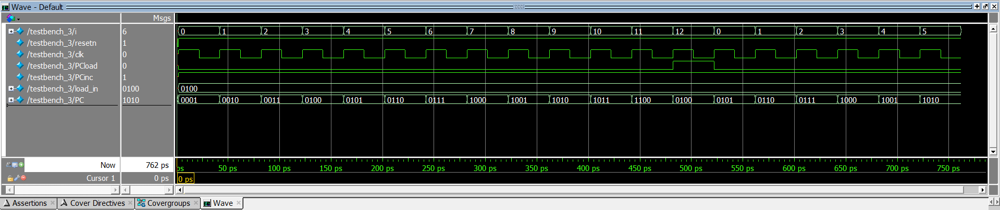 Wave - Default
Msgs
/testbench_3/i 6 0 1 2 3 4 5 6 7 8 9 10 11 12 0 1 2 3 4 5
/testbench_3/resetn 1
/testbench_3/clk 0
/testbench_3/PCload 0
/testbench_3/PCinc 1
/testbench_3/load_in 0100 0100
/testbench_3/PC 1010 0001 0010 0011 0100 0101 0110 0111 1000 1001 1010 1011 1100 0100 0101 0110 0111 1000 1001 1010
Now 762 ps ps 50 ps 100 ps 150 ps 200 ps 250 ps 300 ps 350 ps 400 ps 450 ps 500 ps 550 ps 600 ps 650 ps 700 ps 750 ps
Cursor 1 0 ps 0 ps
Assertions Cover Directives Covergroups Wave